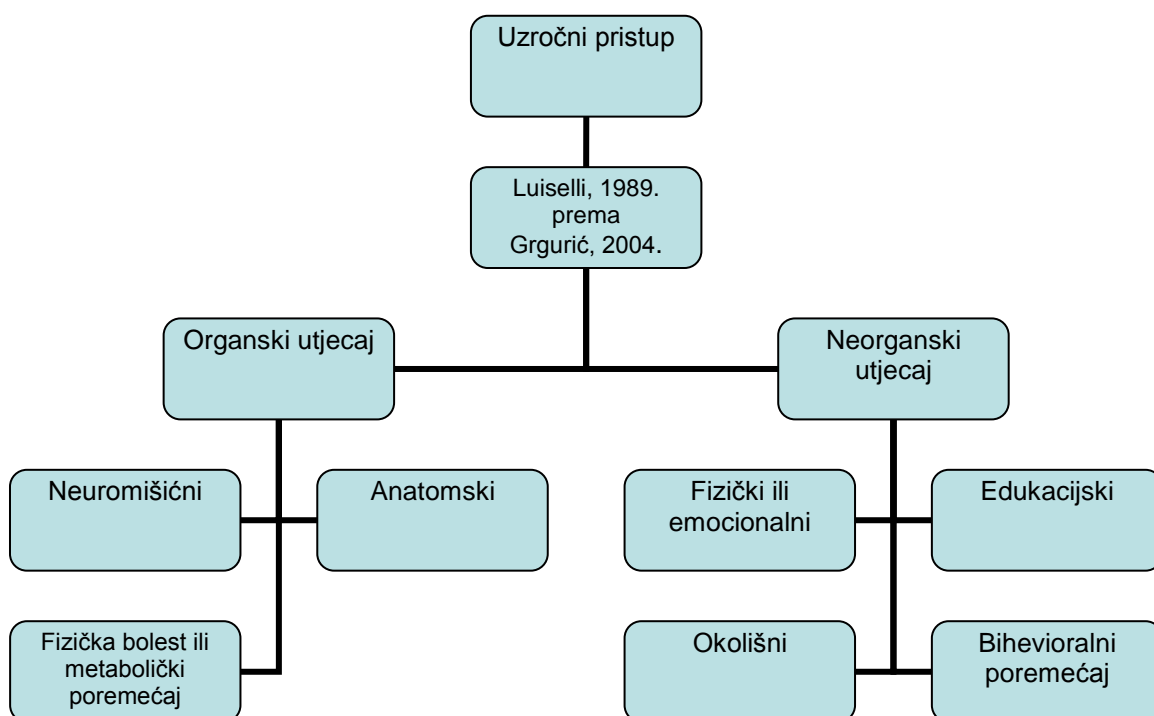 Uzročni pristup
Luiselli, 1989.
prema
Grgurić, 2004.
Organski utjecaj
Neorganski
utjecaj
Neuromišićni
Anatomski
Fizički ili
emocionalni
Edukacijski
Fizička bolest ili
metabolički
poremećaj
Okolišni
Bihevioralni
poremećaj